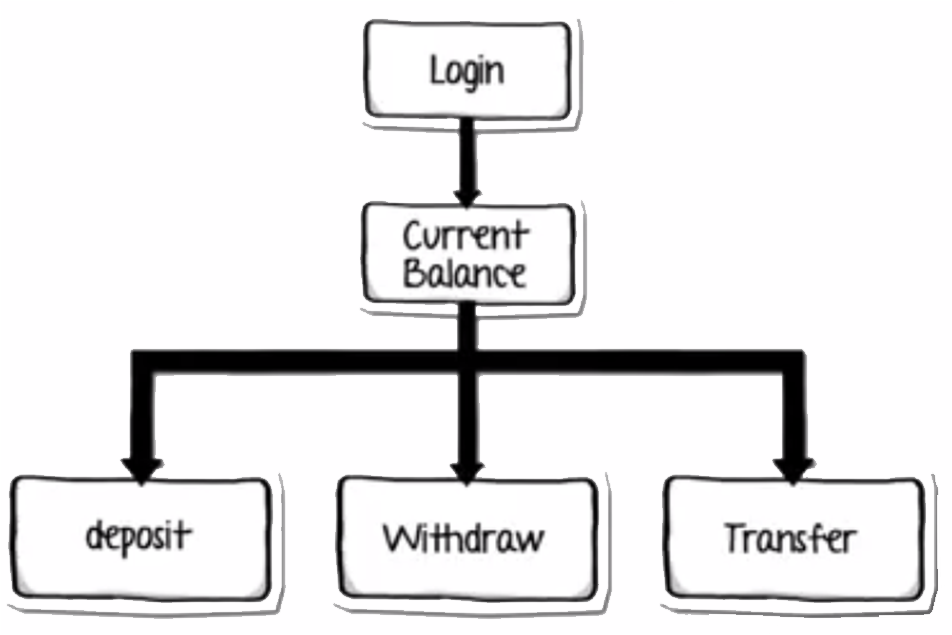 Login
Current
Balance
deposit
Withdraw
Transfer